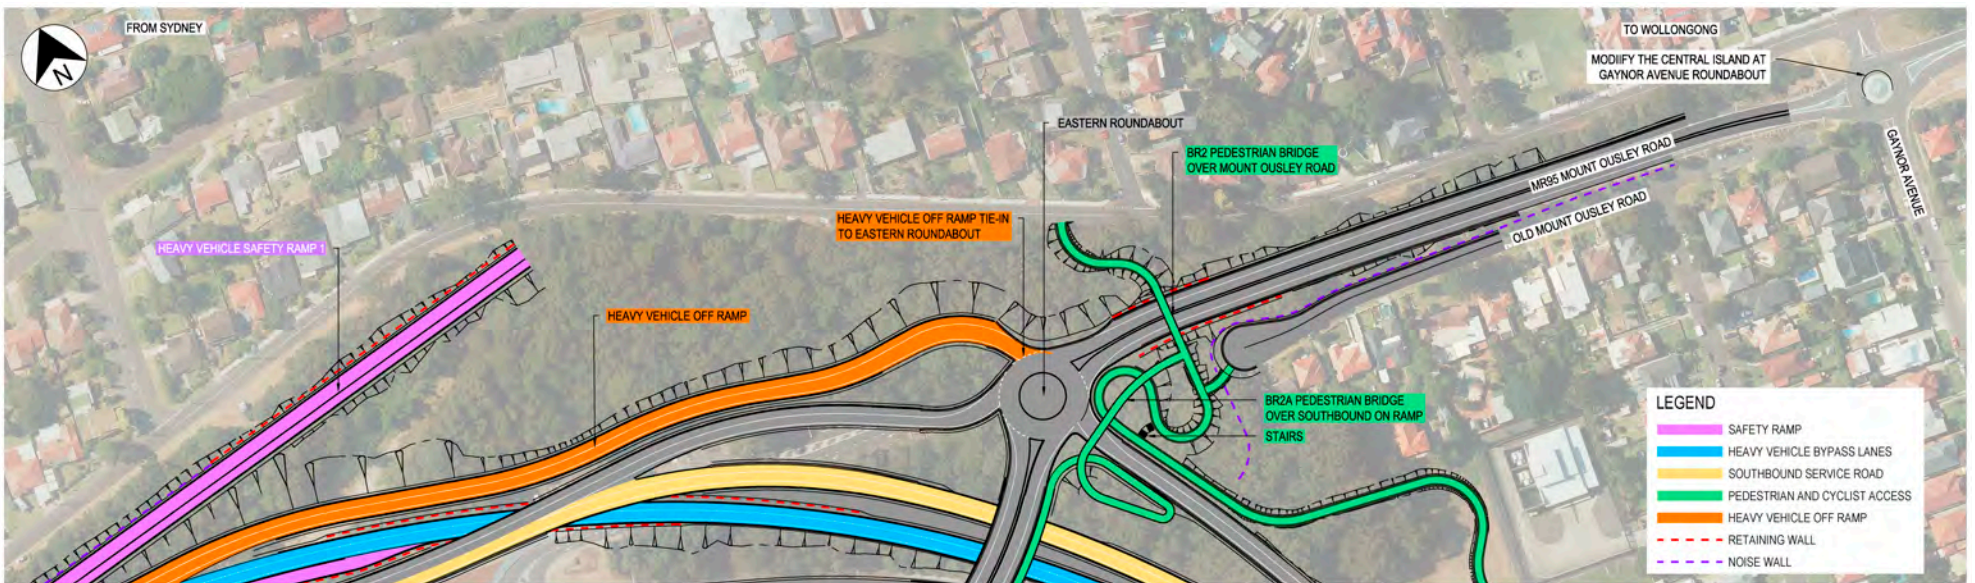 FROM SYDNEY
N
TO WOLLONGONG
MODIIFY THE CENTRAL ISLAND AT
GAYNOR AVENUE ROUNDABOUT
EASTERN ROUNDABOUT
GAYNOR AVENUE
BR2 PEDESTRIAN BRIDGE
OVER MOUNT OUSLEY ROAD
MR95 MOUNT OUSLEY ROAD
OLD MOUNT OUSLEY ROAD
HEAVY VEHICLE OFF RAMP TIE-IN
TO EASTERN ROUNDABOUT
HEAVY VEHICLE SAFETY RAMP 1
HEAVY VEHICLE OFF RAMP
BR2A PEDESTRIAN BRIDGE
OVER SOUTHBOUND ON RAMP
STAIRS
LEGEND
SAFETY RAMP
HEAVY VEHICLE BYPASS LANES
SOUTHBOUND SERVICE ROAD
PEDESTRIAN AND CYCLIST ACCESS
HEAVY VEHICLE OFF RAMP
RETAINING WALL
NOISE WALL